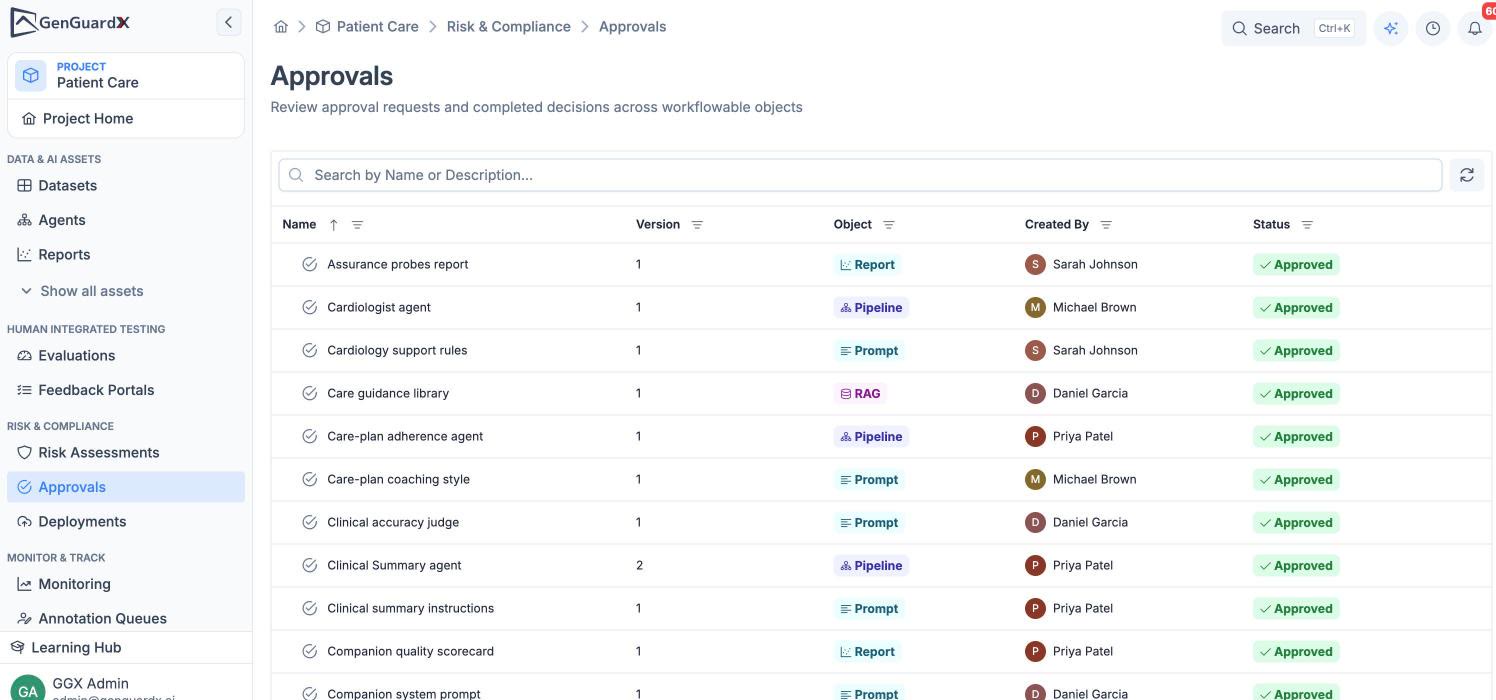 GenGuardX
PROJECT
Patient Care
Project Home
DATA & AI ASSETS
Datasets
Agents
Reports
Show all assets
HUMAN INTEGRATED TESTING
Evaluations
Feedback Portals
RISK & COMPLIANCE
Risk Assessments
Approvals
Deployments
MONITOR & TRACK
Monitoring
Annotation Queues
Learning Hub
GA GGX Admin
Patient Care Risk & Compliance Approvals
Search Ctrl+K
60
Approvals
Review approval requests and completed decisions across workflowable objects
Search by Name or Description...
Name Version Object Created By Status
Assurance probes report 1 Report S Sarah Johnson Approved
Cardiologist agent 1 Pipeline M Michael Brown Approved
Cardiology support rules 1 Prompt S Sarah Johnson Approved
Care guidance library 1 RAG D Daniel Garcia Approved
Care-plan adherence agent 1 Pipeline P Priya Patel Approved
Care-plan coaching style 1 Prompt M Michael Brown Approved
Clinical accuracy judge 1 Prompt D Daniel Garcia Approved
Clinical Summary agent 2 Pipeline P Priya Patel Approved
Clinical summary instructions 1 Prompt P Priya Patel Approved
Companion quality scorecard 1 Report P Priya Patel Approved
Companion system prompt 1 Prompt D Daniel Garcia Approved